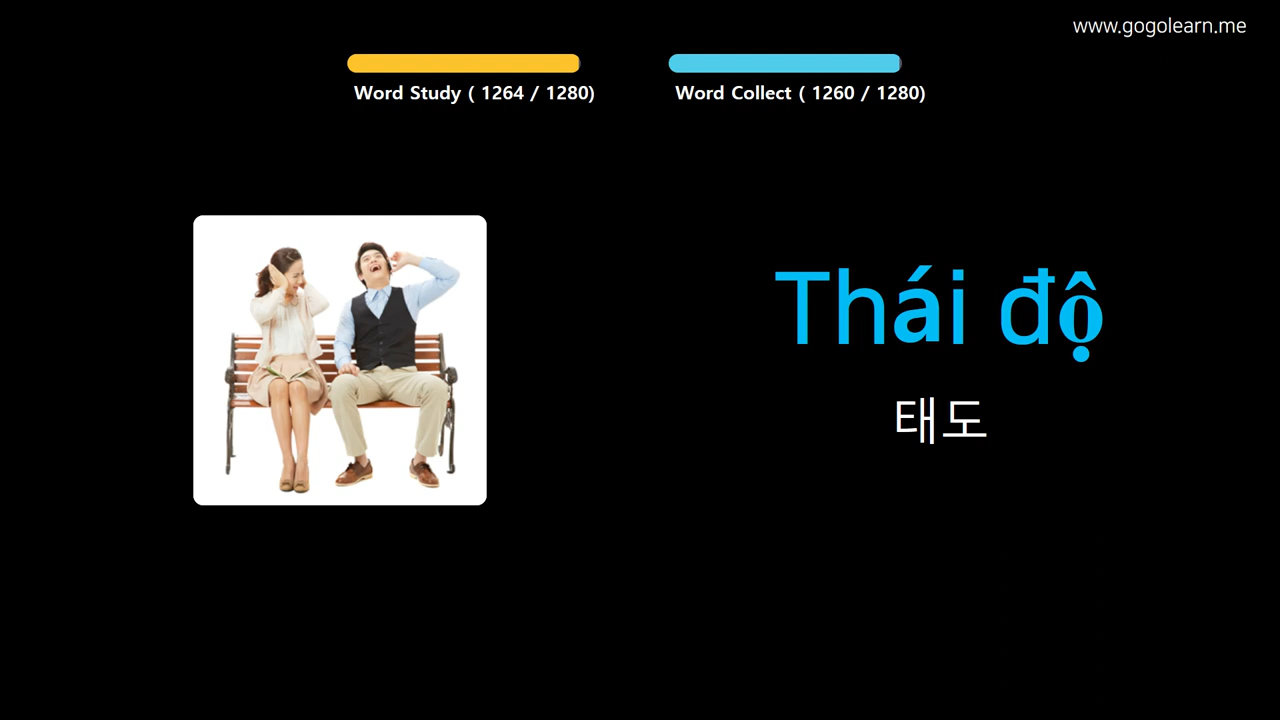 www.gogolearn.me
Word Study ( 1264 / 1280)
Word Collect ( 1260 / 1280)
Thái độ
태도